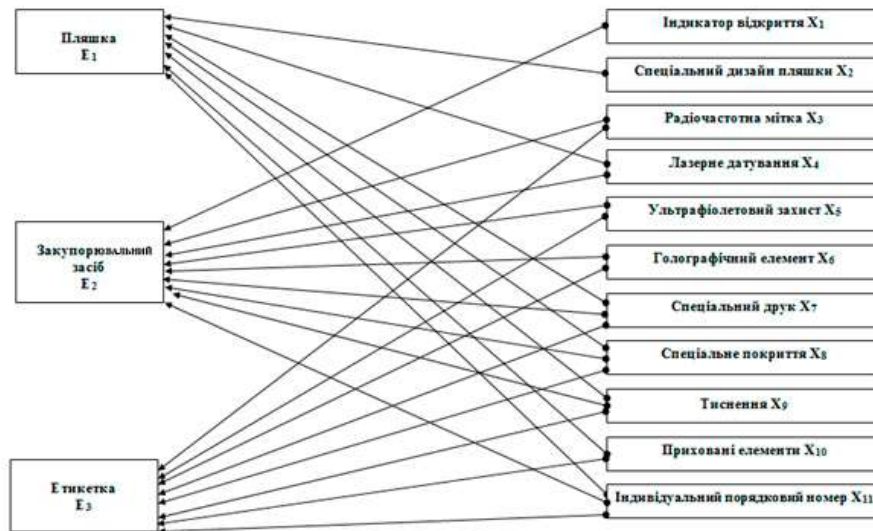 Пляшка
E1
Закупорювальний
засіб
E2
Етикетка
E3
Індикатор відкриття X1
Спеціальний дизайн пляшки X2
Радіочастотна мітка X3
Лазерне датування X4
Ультрафіолетовий захист X5
Голографічний елемент X6
Спеціальний друк X7
Спеціальне покриття X8
Тиснення X9
Приховані елементи X10
Індивидуальний порядковий номер X11